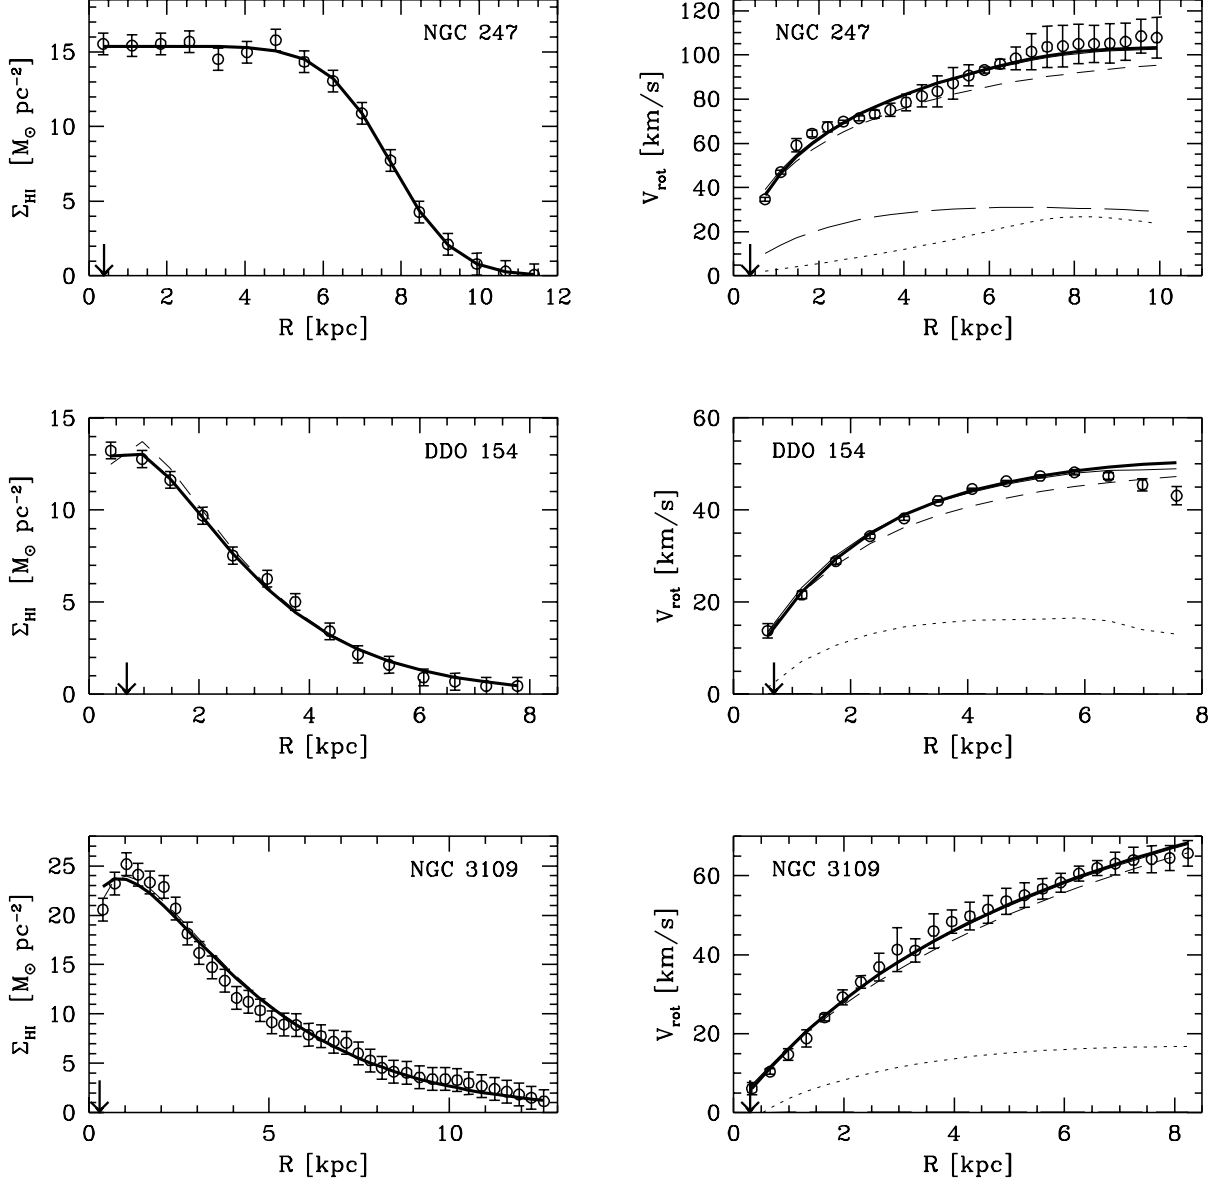 NGC 247
Σ_HI [M⊙ pc⁻²]
15
10
5
0
0 2 4 6 8 10 12
R [kpc]
NGC 247
V_rot [km/s]
120
100
80
60
40
20
0
0 2 4 6 8 10
R [kpc]
DDO 154
Σ_HI [M⊙ pc⁻²]
15
10
5
0
0 2 4 6 8
R [kpc]
DDO 154
V_rot [km/s]
60
40
20
0
0 2 4 6 8
R [kpc]
NGC 3109
Σ_HI [M⊙ pc⁻²]
25
20
15
10
5
0
0 5 10
R [kpc]
NGC 3109
V_rot [km/s]
60
40
20
0
0 2 4 6 8
R [kpc]